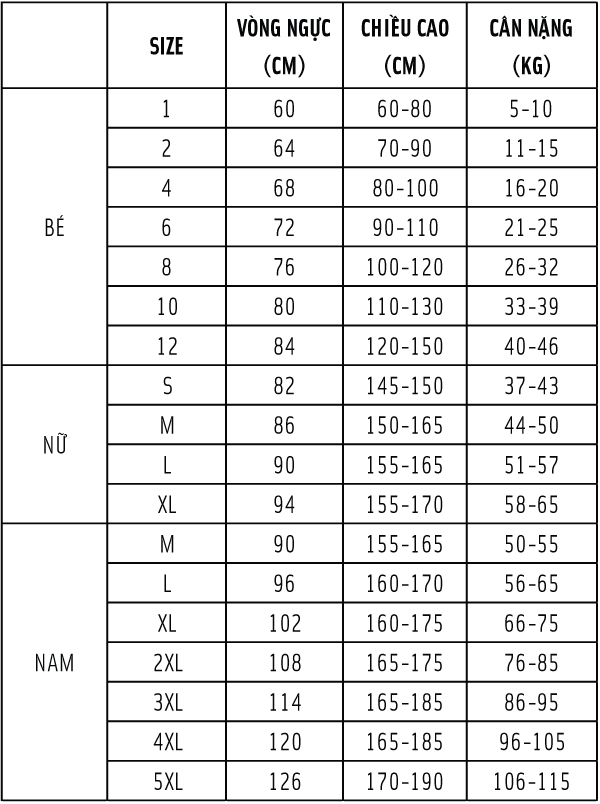 SIZE VÒNG NGỰC (CM) CHIỀU CAO (CM) CÂN NẶNG (KG)
BÉ
1 60 60-80 5-10
2 64 70-90 11-15
4 68 80-100 16-20
6 72 90-110 21-25
8 76 100-120 26-32
10 80 110-130 33-39
12 84 120-150 40-46
NỮ
S 82 145-150 37-43
M 86 150-165 44-50
L 90 155-165 51-57
XL 94 155-170 58-65
NAM
M 90 155-165 50-55
L 96 160-170 56-65
XL 102 160-175 66-75
2XL 108 165-175 76-85
3XL 114 165-185 86-95
4XL 120 165-185 96-105
5XL 126 170-190 106-115